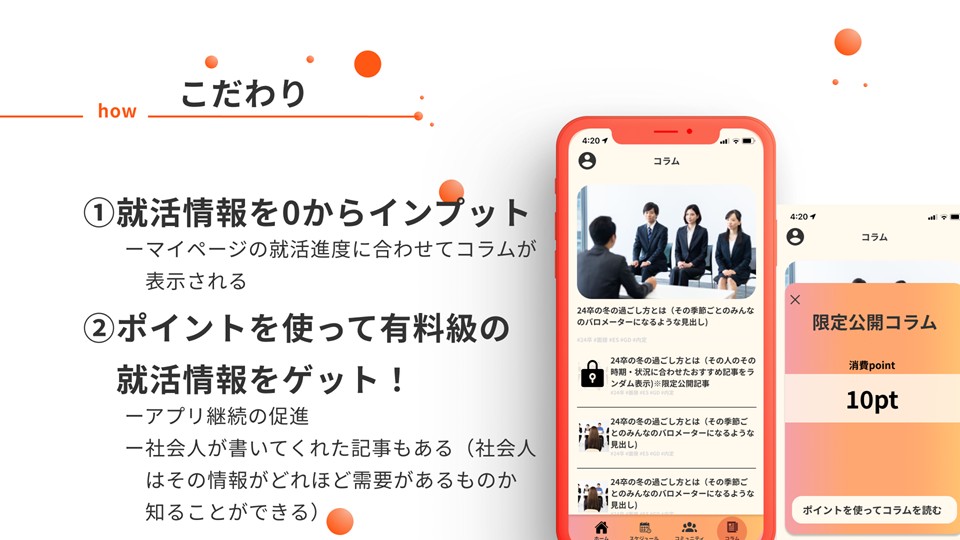 how
こだわり
①就活情報を0からインプット
ーマイページの就活進度に合わせてコラムが
表示される
②ポイントを使って有料級の
就活情報をゲット！
ーアプリ継続の促進
ー社会人が書いてくれた記事もある（社会人
はその情報がどれほど需要があるものか
知ることができる）
4:20
コラム
24卒の冬の過ごし方とは（その季節ごとのみんな
のバロメーターになるような見出し)
24卒の冬の過ごし方とは（その人のその
時期・状況に合わせたおすすめ記事をラ
ンダム表示)※限定公開記事
24卒の冬の過ごし方とは（その季節ご
とのみんなのバロメーターになるような
見出し)
24卒の冬の過ごし方とは（その季節ご
とのみんなのバロメーターになるような
見出し)
ホーム
スケジュール
コミュニティ
コラム
4:20
コラム
限定公開コラム
消費point
10pt
ポイントを使ってコラムを読む